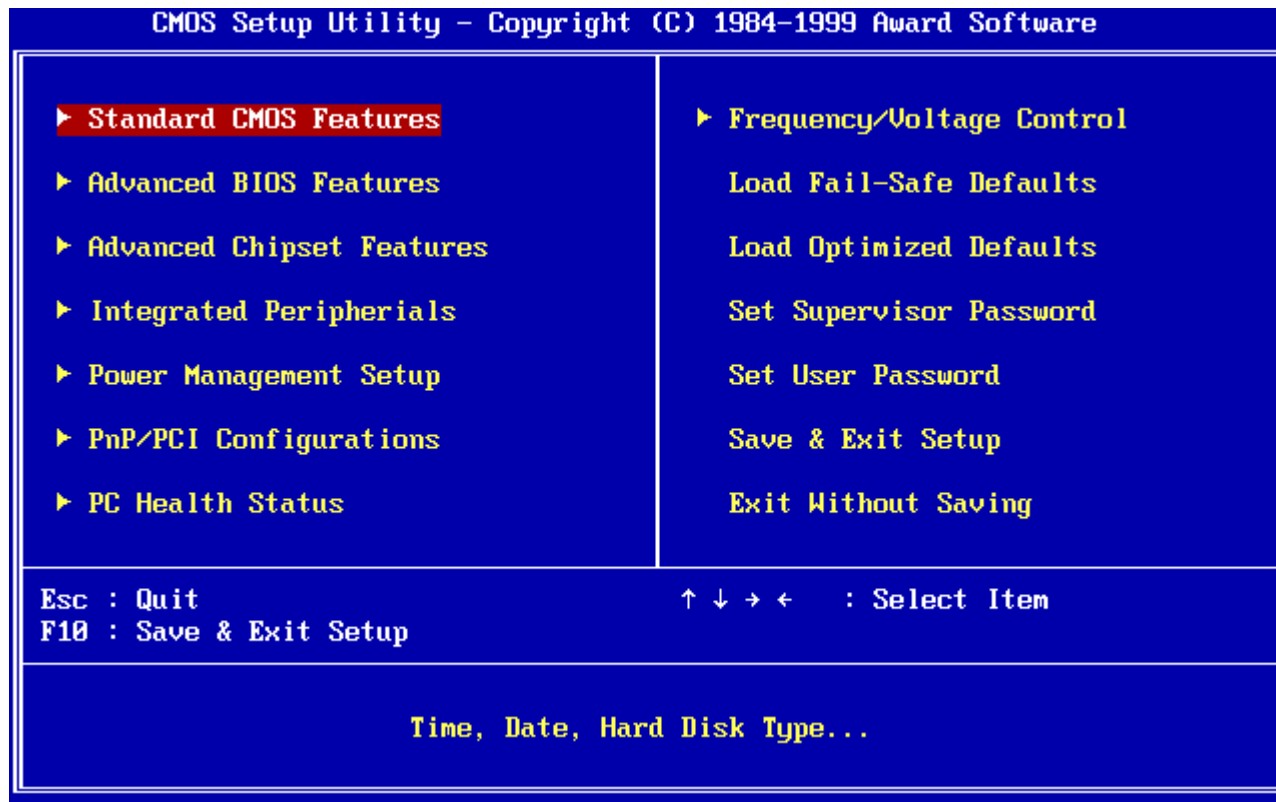 CMOS Setup Utility - Copyright (C) 1984-1999 Award Software
▶ Standard CMOS Features
▶ Advanced BIOS Features
▶ Advanced Chipset Features
▶ Integrated Peripherials
▶ Power Management Setup
▶ PnP/PCI Configurations
▶ PC Health Status
▶ Frequency/Voltage Control
Load Fail-Safe Defaults
Load Optimized Defaults
Set Supervisor Password
Set User Password
Save & Exit Setup
Exit Without Saving
Esc : Quit
F10 : Save & Exit Setup
↑ ↓ → ← : Select Item
Time, Date, Hard Disk Type...